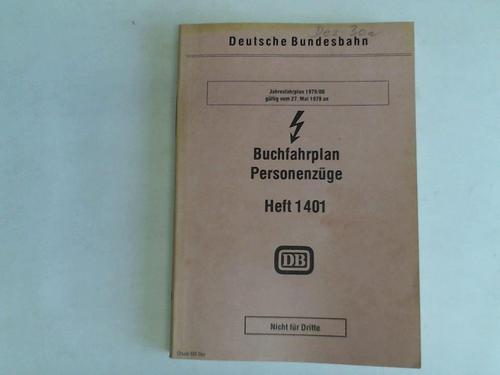 Deutsche Bundesbahn
Jahresfahrplan 1979/80
gültig vom 27. Mai 1979 an
Buchfahrplan
Personenzüge
Heft 1401
DB
Nicht für Dritte